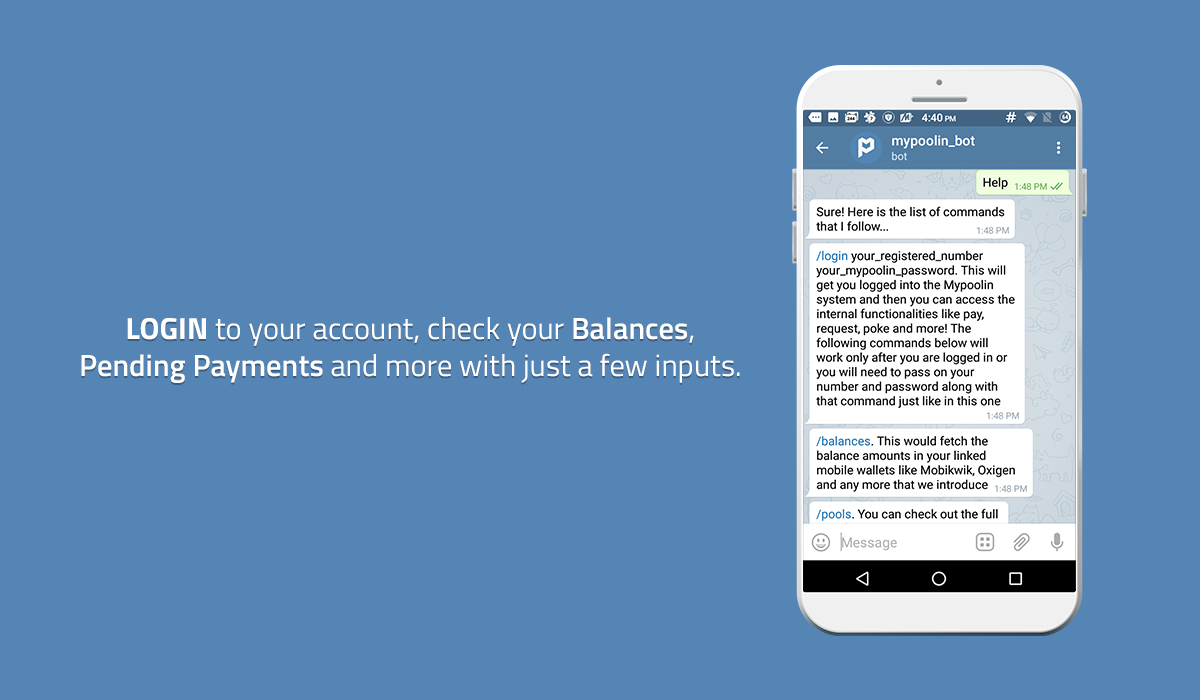 LOGIN to your account, check your Balances,
Pending Payments and more with just a few inputs.
4:40 PM
mypoolin_bot
bot
Help 1:48 PM
Sure! Here is the list of commands
that I follow...
1:48 PM
/login your_registered_number
your_mypoolin_password. This will
get you logged into the Mypoolin
system and then you can access the
internal functionalities like pay,
request, poke and more! The
following commands below will
work only after you are logged in or
you will need to pass on your
number and password along with
that command just like in this one
1:48 PM
/balances. This would fetch the
balance amounts in your linked
mobile wallets like Mobikwik, Oxigen
and any more that we introduce 1:48 PM
/pools. You can check out the full
Message